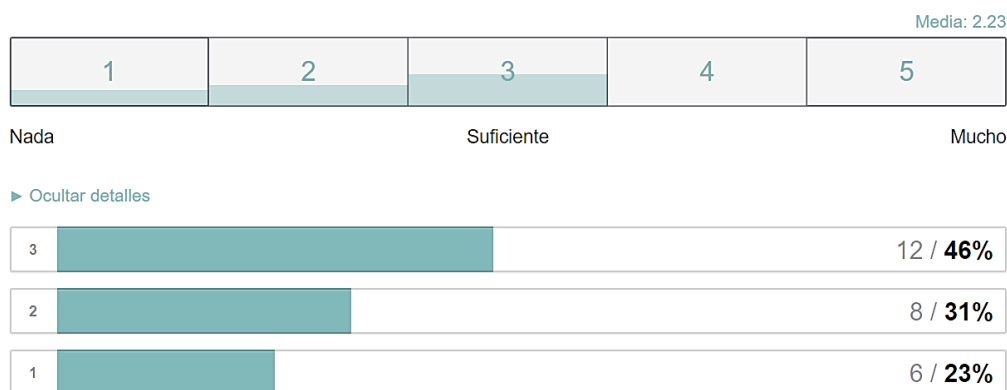 Media: 2.23
1 2 3 4 5
Nada Suficiente Mucho
► Ocultar detalles
3 12 / 46%
2 8 / 31%
1 6 / 23%